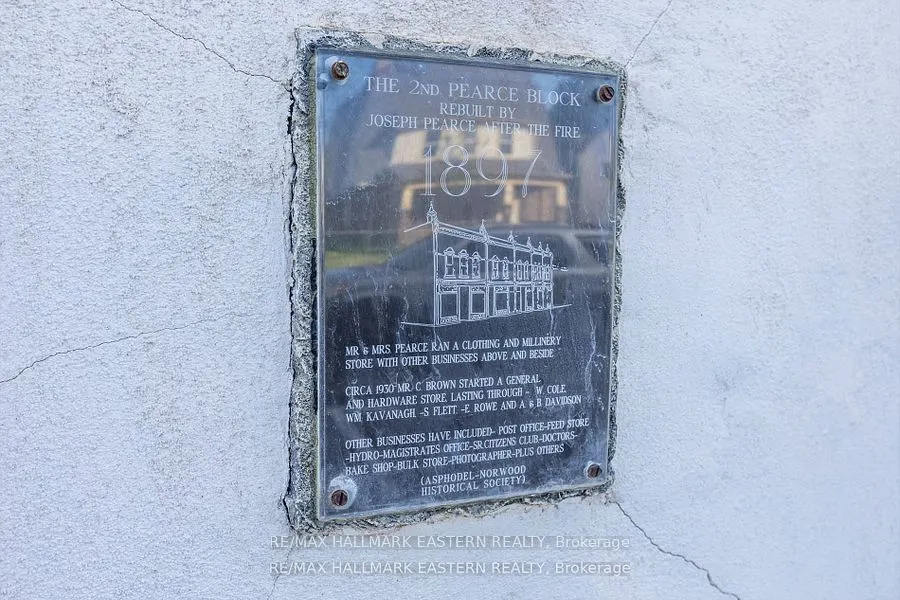 THE 2ND. PEARCE BLOCK
REBUILT BY
JOSEPH PEARCE AFTER THE FIRE
1897
MR & MRS. PEARCE RAN A CLOTHING AND MILLINERY
STORE WITH OTHER BUSINESSES ABOVE AND BESIDE
CIRCA 1930 MR. C. BROWN STARTED A GENERAL
AND HARDWARE STORE, LASTING THROUGH - W. COLE,
WM. KAVANAGH, -S. FLETT, -E. ROWE AND A. & B. DAVIDSON
OTHER BUSINESSES HAVE INCLUDED- POST OFFICE-FEED STORE
-HYDRO-MAGISTRATES OFFICE-SR.CITIZENS CLUB-DOCTORS-
BAKE SHOP-BULK STORE-PHOTOGRAPHER-PLUS OTHERS
(ASPHODEL-NORWOOD
HISTORICAL SOCIETY)
RE/MAX HALLMARK EASTERN REALTY, Brokerage
RE/MAX HALLMARK EASTERN REALTY, Brokerage